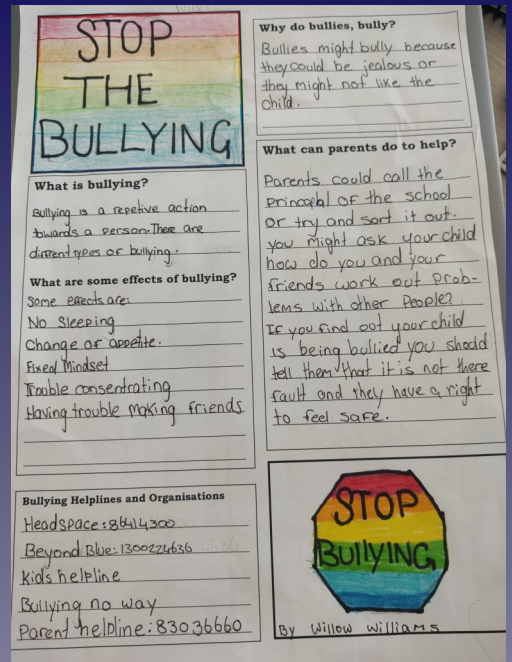 STOP
THE
BULLYING
What is bullying?
Bullying is a repetive action
towards a person. There are
different types of bullying.
What are some effects of bullying?
Some effects are:
No Sleeping
Change of appetite.
Fixed Mindset
Trouble consentrating
Having trouble making friends
Bullying Helplines and Organisations
Headspace: 86414300
Beyond Blue: 1300224636
Kids helpline
Bullying no way
Parent helpline: 83036660
Why do bullies, bully?
Bullies might bully because
they could be jealous or
they might not like the
child.
What can parents do to help?
Parents could call the
of the school
or try and sort it out.
you might ask your child
how do you and your
friends work out prob-
lems with other people?
If you find oot your child
is being bullied you should
tell them that it is not there
fault and they have a right
to feel safe.
STOP
BUllYING
By Willow Williams